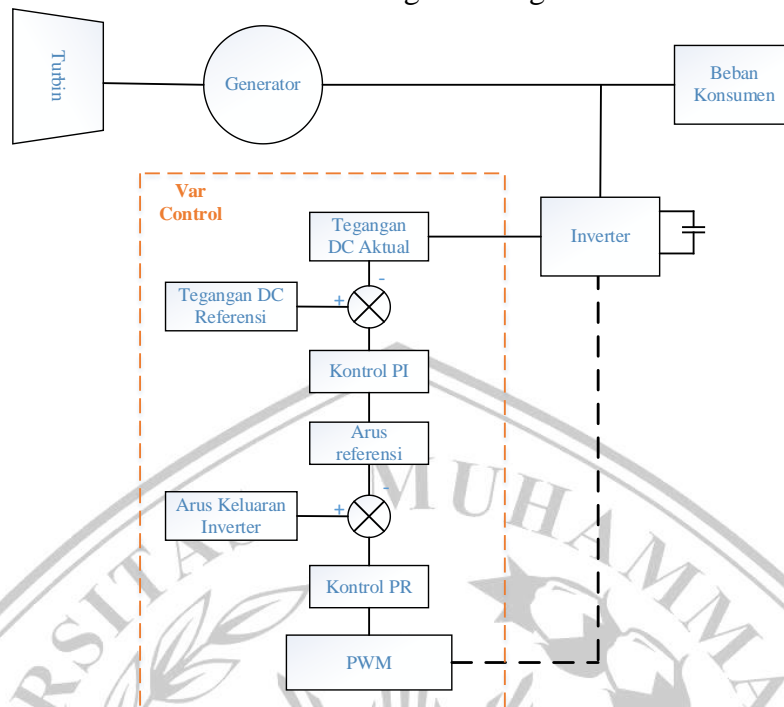 Turbin
Generator
Beban
Konsumen
Var
Control
Tegangan
DC Aktual
Inverter
-
Tegangan DC
Referensi
+
Kontrol PI
Arus
referensi
-
Arus Keluaran
Inverter
+
Kontrol PR
PWM